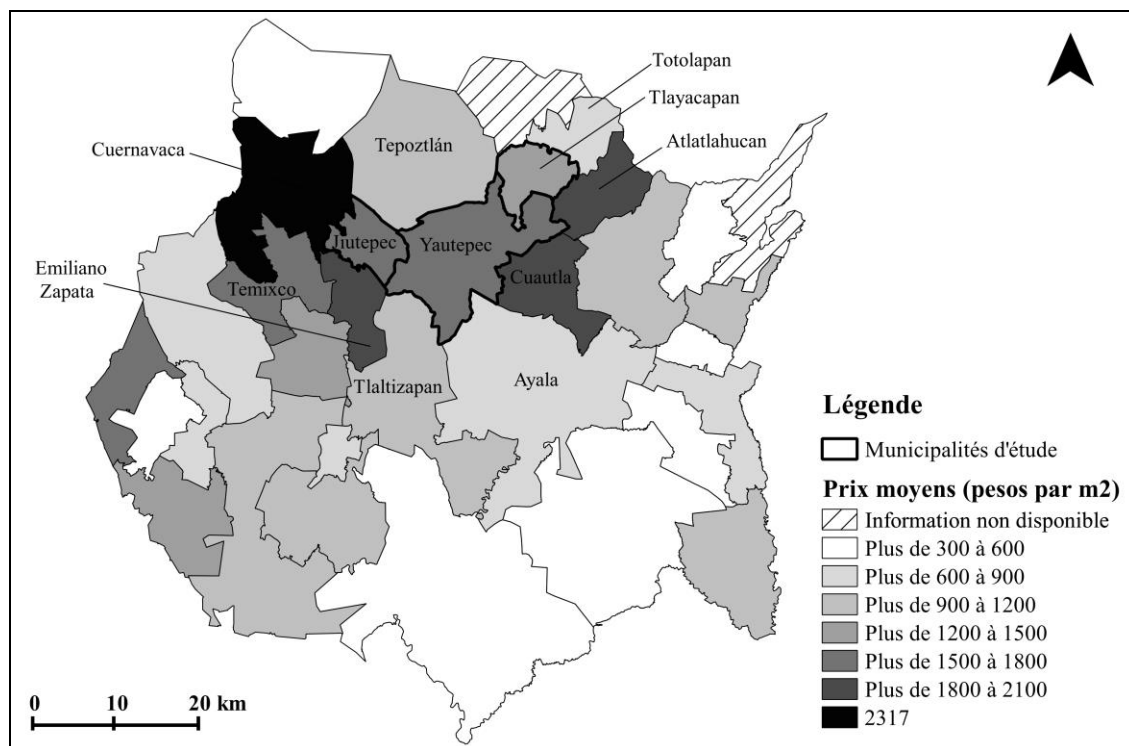 Totolapan
Tlayacapan
Atlatlahucan
Cuernavaca
Tepoztlán
Jiutepec
Yautepec
Cuautla
Emiliano
Zapata
Temixco
Tlaltizapan
Ayala
Légende
Municipalités d'étude
Prix moyens (pesos par m2)
Information non disponible
Plus de 300 à 600
Plus de 600 à 900
Plus de 900 à 1200
Plus de 1200 à 1500
Plus de 1500 à 1800
Plus de 1800 à 2100
2317
0 10 20 km